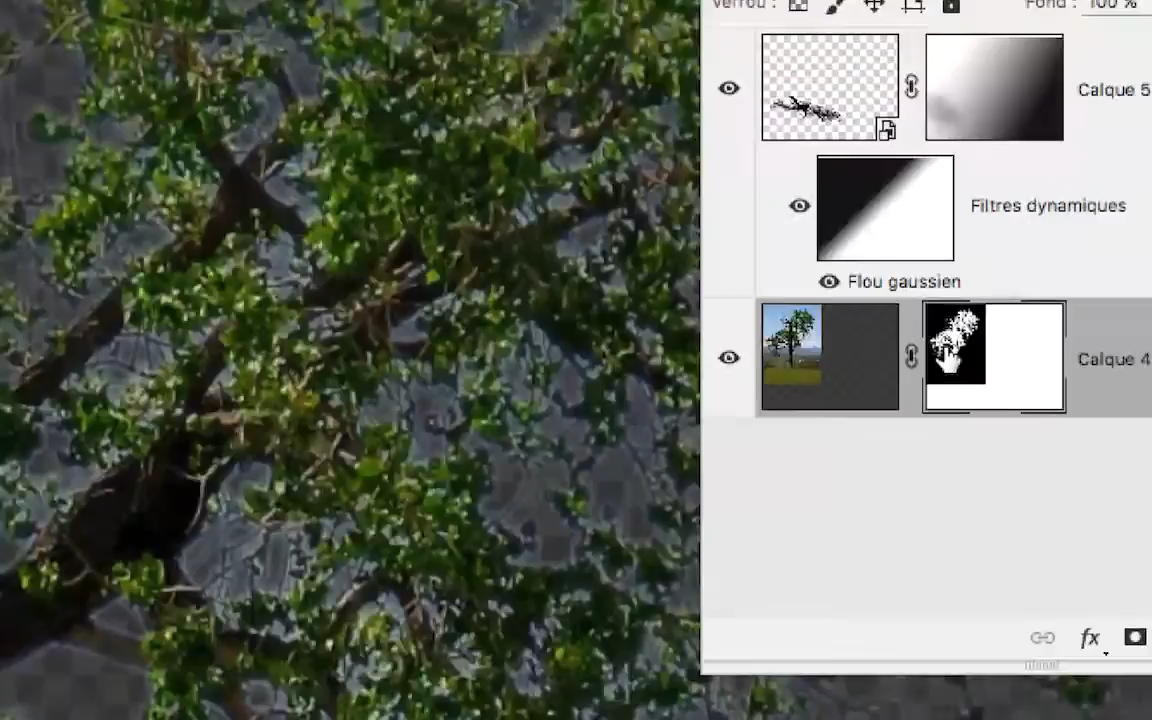 Verrou : Fond : 100 %
Calque 5
Filtres dynamiques
Flou gaussien
Calque 4
fx